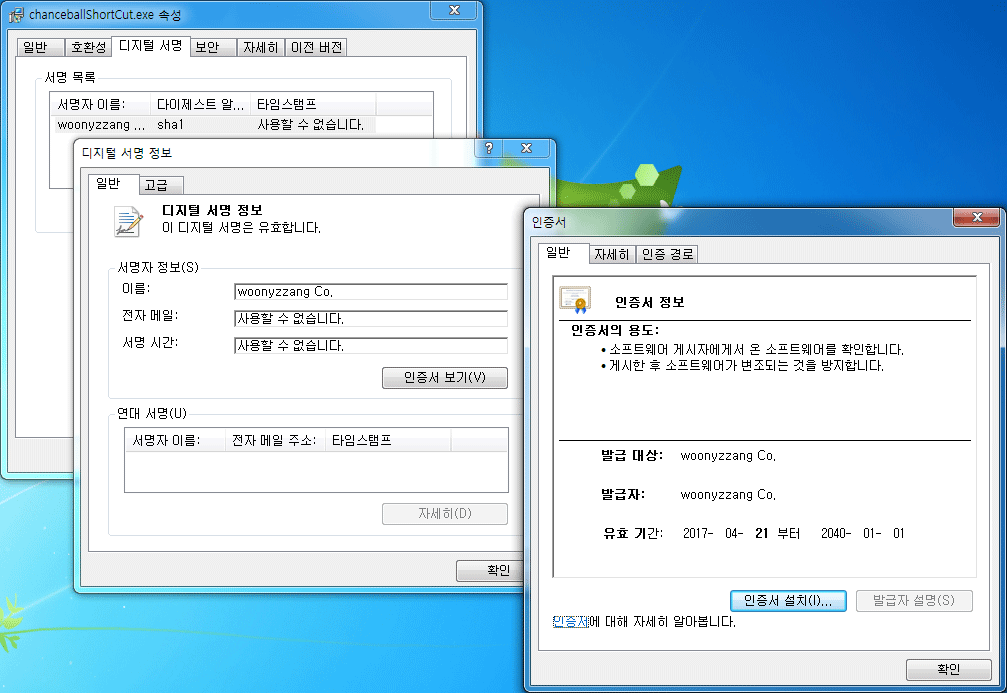 chanceballShortCut.exe 속성
일반 호환성 디지털 서명 보안 자세히 이전 버전
서명 목록
서명자 이름: 다이제스트 알... 타임스탬프
woonyzzang ... sha1 사용할 수 없습니다.
디지털 서명 정보
일반 고급
디지털 서명 정보
이 디지털 서명은 유효합니다.
서명자 정보(S)
이름: woonyzzang Co.
전자 메일: 사용할 수 없습니다.
서명 시간: 사용할 수 없습니다.
인증서 보기(V)
연대 서명(U)
서명자 이름: 전자 메일 주소: 타임스탬프
자세히(D)
확인
인증서
일반 자세히 인증 경로
인증서 정보
인증서의 용도:
• 소프트웨어 게시자에게서 온 소프트웨어를 확인합니다.
• 게시한 후 소프트웨어가 변조되는 것을 방지합니다.
발급 대상: woonyzzang Co.
발급자: woonyzzang Co.
유효 기간: 2017- 04- 21 부터 2040- 01- 01
인증서 설치(I)... 발급자 설명(S)
인증서에 대해 자세히 알아봅니다.
확인